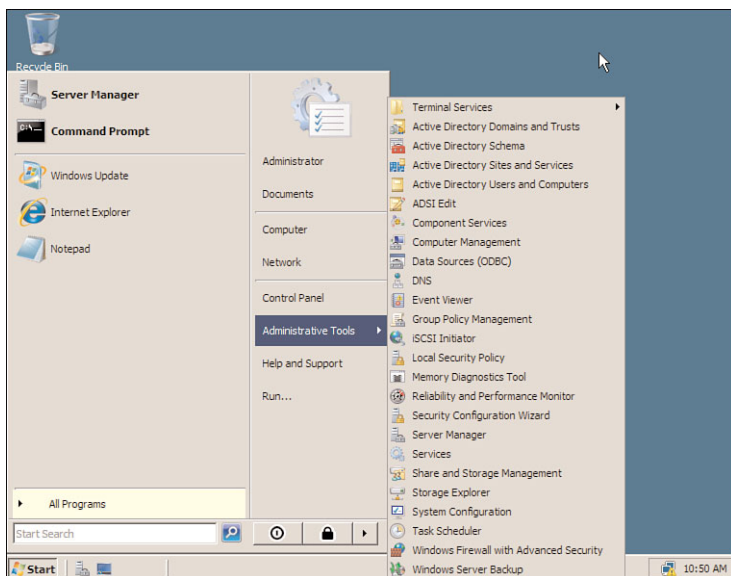 Recycle Bin
Server Manager
C:\
Command Prompt
Windows Update
Internet Explorer
Notepad
All Programs
Start Search
Administrator
Documents
Computer
Network
Control Panel
Administrative Tools
Help and Support
Run...
Terminal Services
Active Directory Domains and Trusts
Active Directory Schema
Active Directory Sites and Services
Active Directory Users and Computers
ADSI Edit
Component Services
Computer Management
Data Sources (ODBC)
DNS
Event Viewer
Group Policy Management
iSCSI Initiator
Local Security Policy
Memory Diagnostics Tool
Reliability and Performance Monitor
Security Configuration Wizard
Server Manager
Services
Share and Storage Management
Storage Explorer
System Configuration
Task Scheduler
Windows Firewall with Advanced Security
Windows Server Backup
Start
10:50 AM